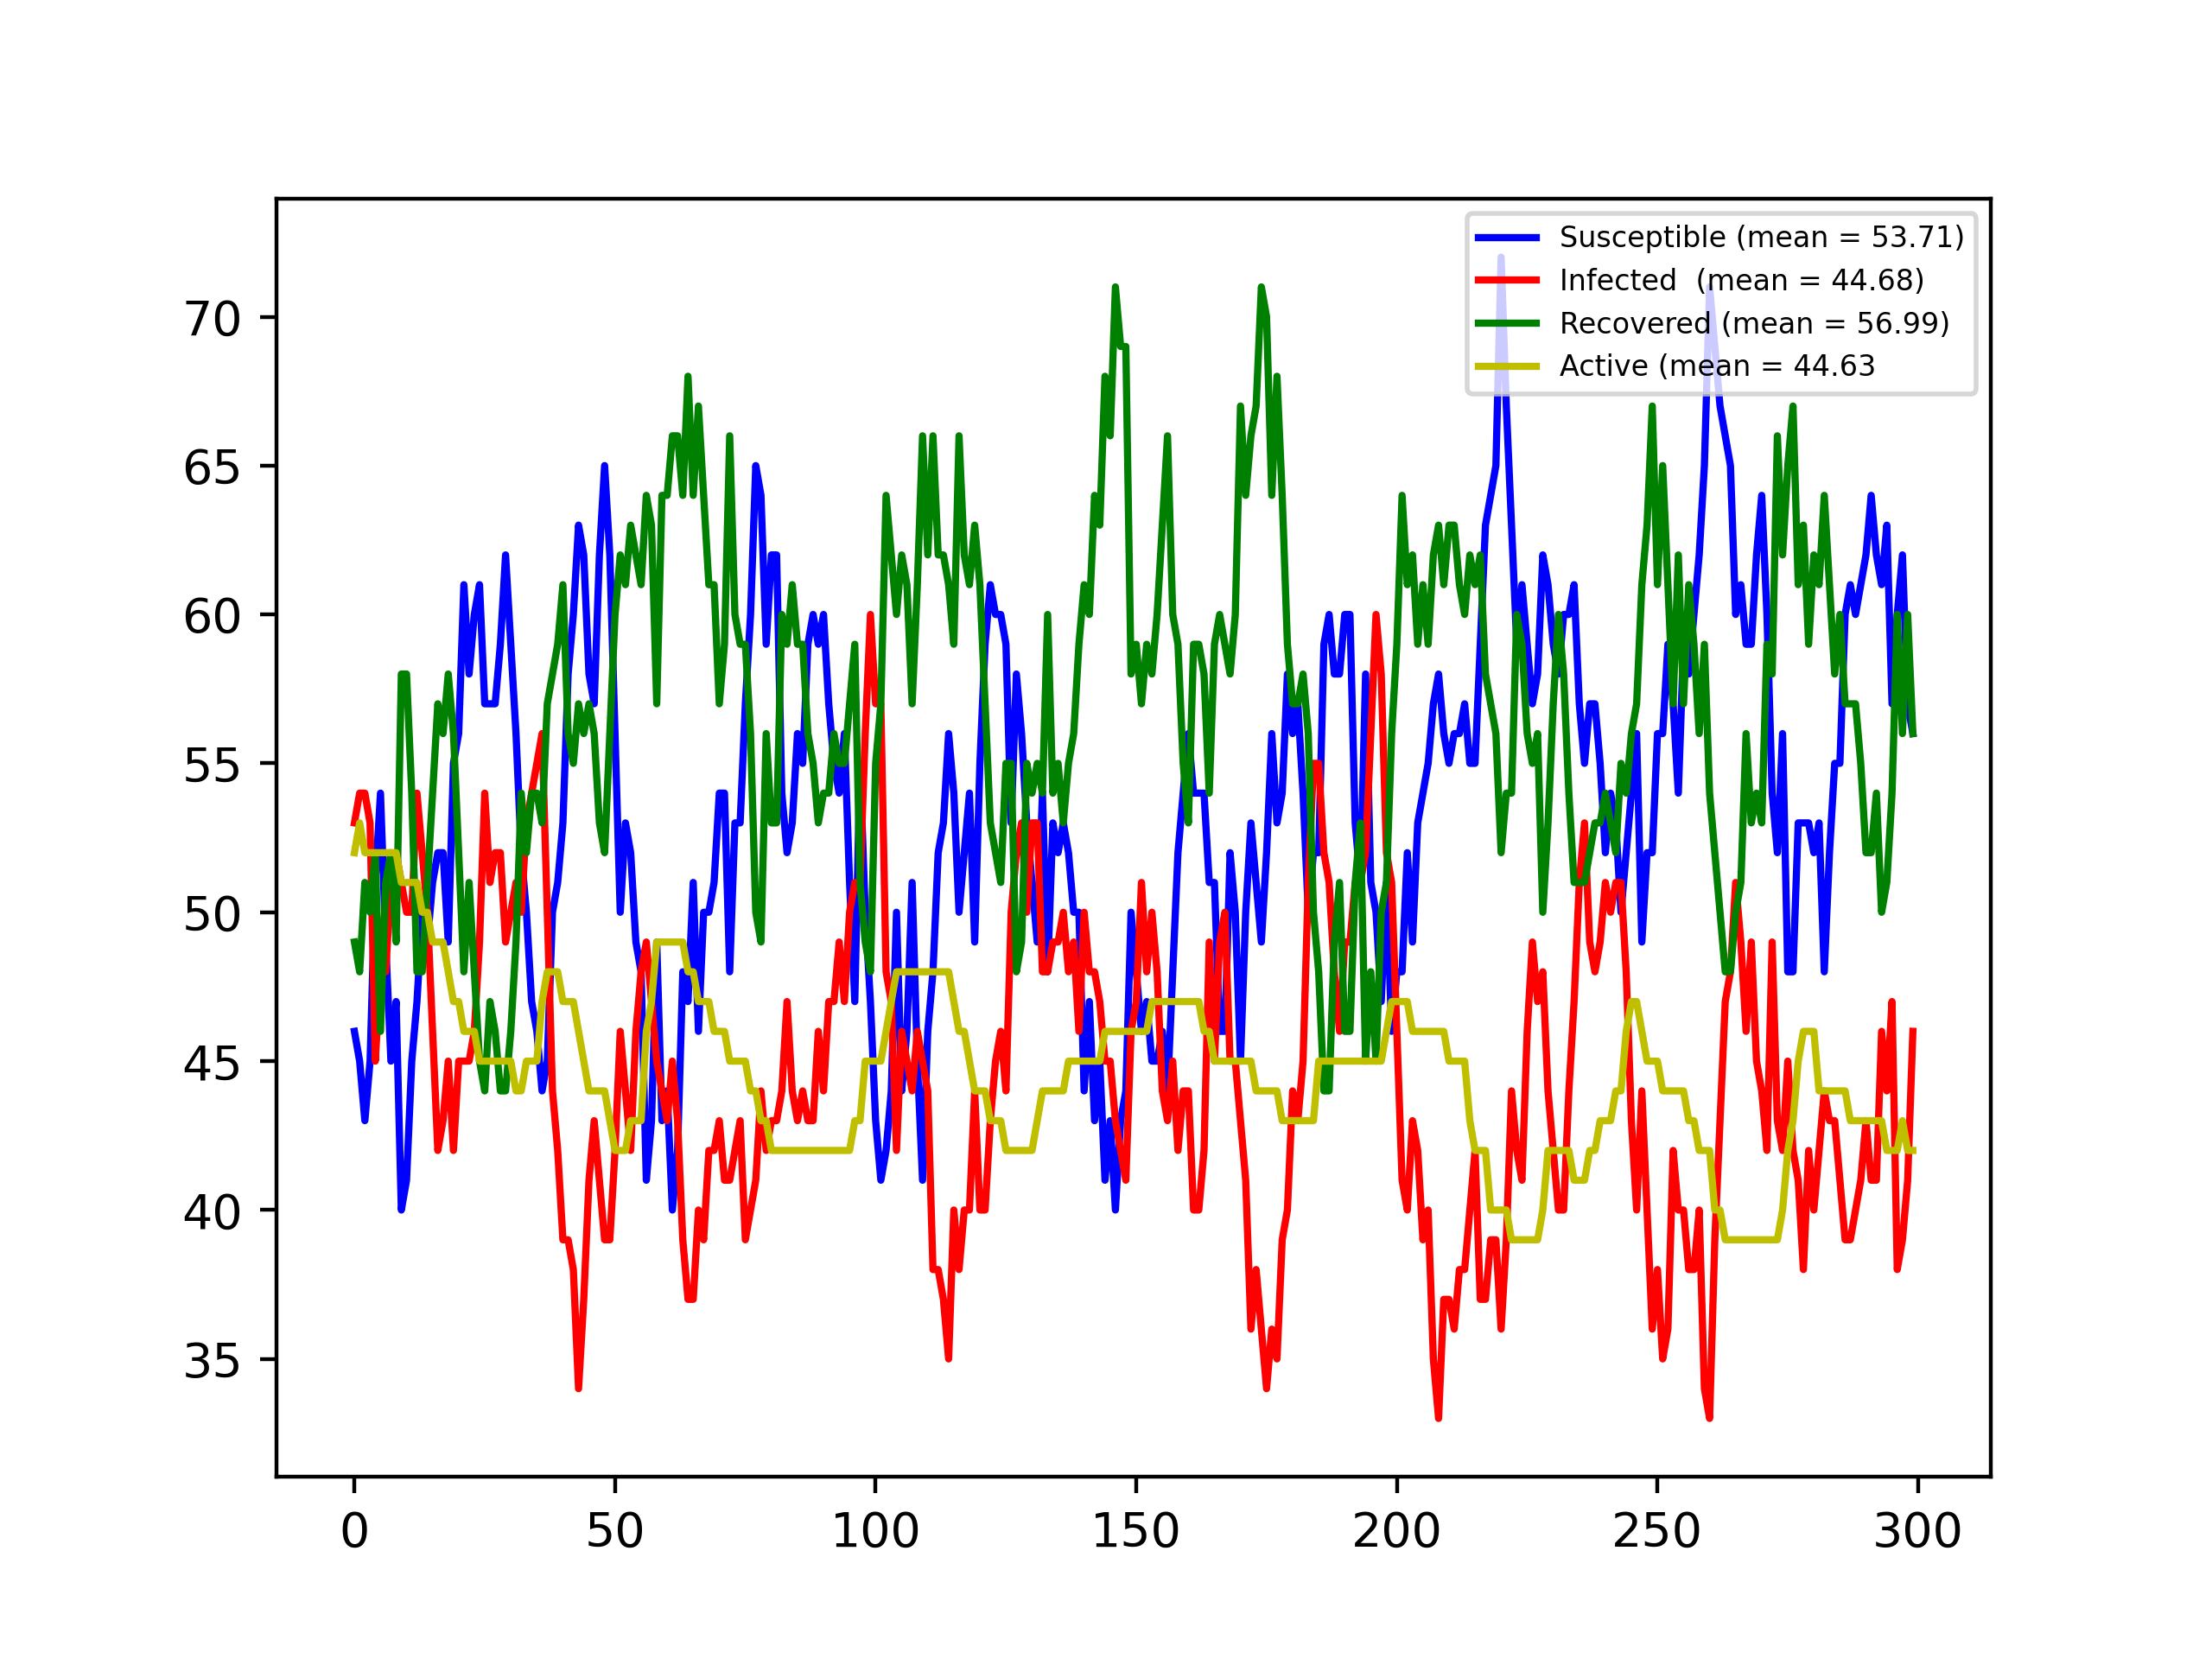 Susceptible (mean = 53.71)
Infected  (mean = 44.68)
Recovered (mean = 56.99)
Active (mean = 44.63
70
65
60
55
50
45
40
35
0 50 100 150 200 250 300